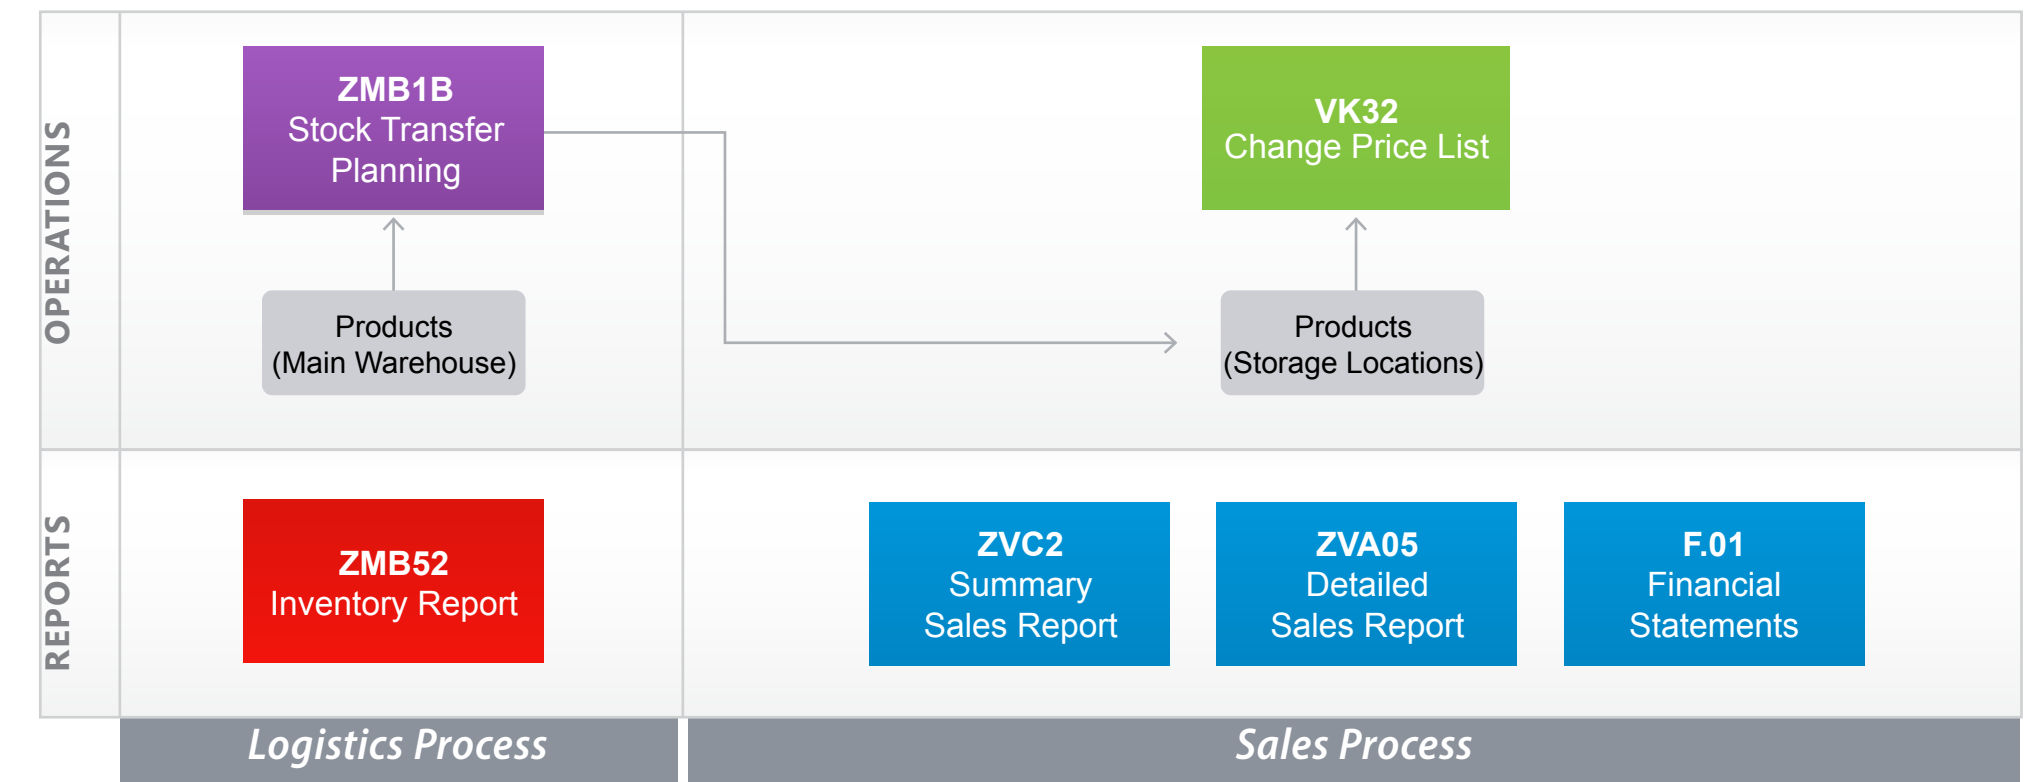 OPERATIONS
ZMB1B
Stock Transfer
Planning
Products
(Main Warehouse)
VK32
Change Price List
Products
(Storage Locations)
REPORTS
ZMB52
Inventory Report
ZVC2
Summary
Sales Report
ZVA05
Detailed
Sales Report
F.01
Financial
Statements
Logistics Process
Sales Process